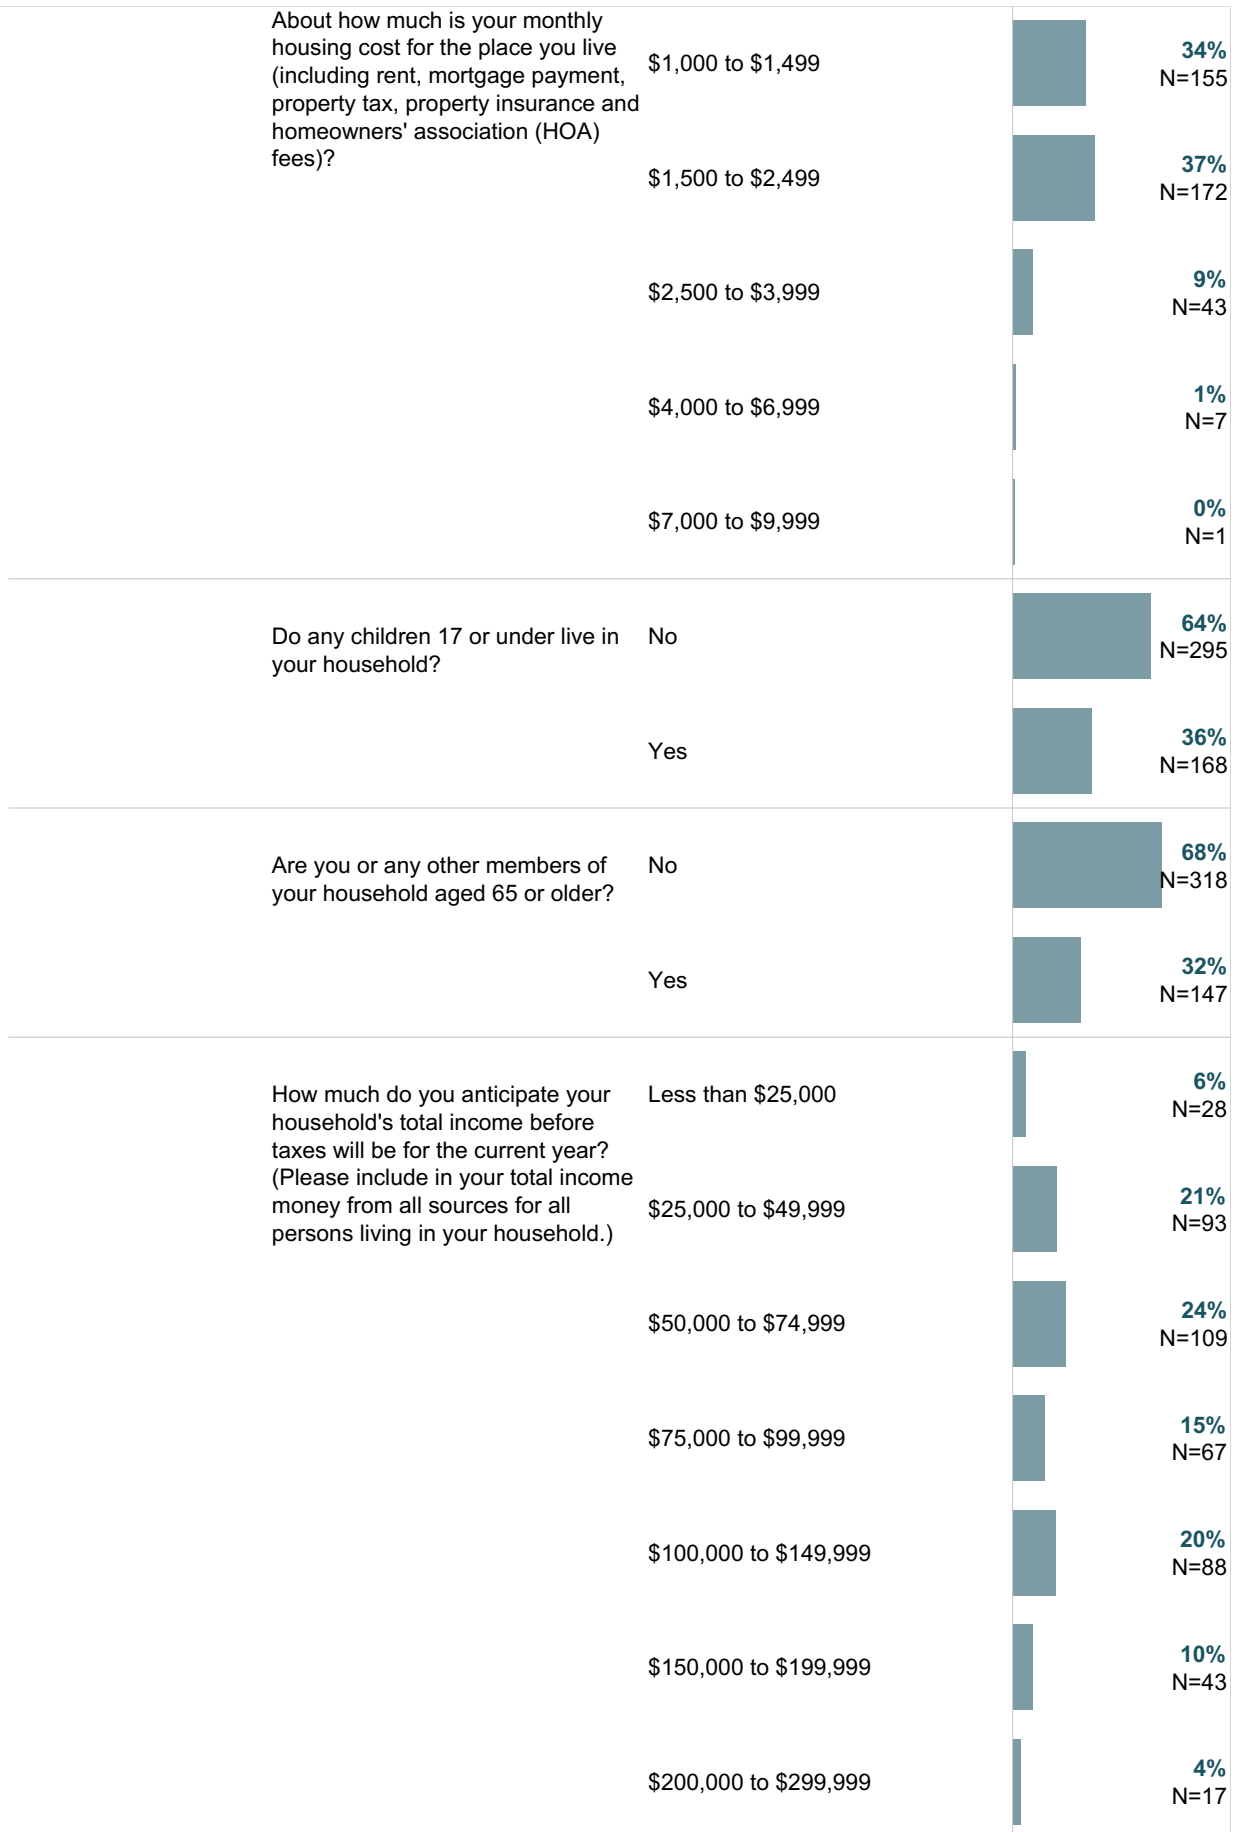 About how much is your monthly
housing cost for the place you live
(including rent, mortgage payment,
property tax, property insurance and
homeowners' association (HOA)
fees)?
$1,000 to $1,499
34%
N=155
$1,500 to $2,499
37%
N=172
$2,500 to $3,999
9%
N=43
$4,000 to $6,999
1%
N=7
$7,000 to $9,999
0%
N=1
Do any children 17 or under live in
your household?
No
64%
N=295
Yes
36%
N=168
Are you or any other members of
your household aged 65 or older?
No
68%
N=318
Yes
32%
N=147
How much do you anticipate your
household's total income before
taxes will be for the current year?
(Please include in your total income
money from all sources for all
persons living in your household.)
Less than $25,000
6%
N=28
$25,000 to $49,999
21%
N=93
$50,000 to $74,999
24%
N=109
$75,000 to $99,999
15%
N=67
$100,000 to $149,999
20%
N=88
$150,000 to $199,999
10%
N=43
$200,000 to $299,999
4%
N=17